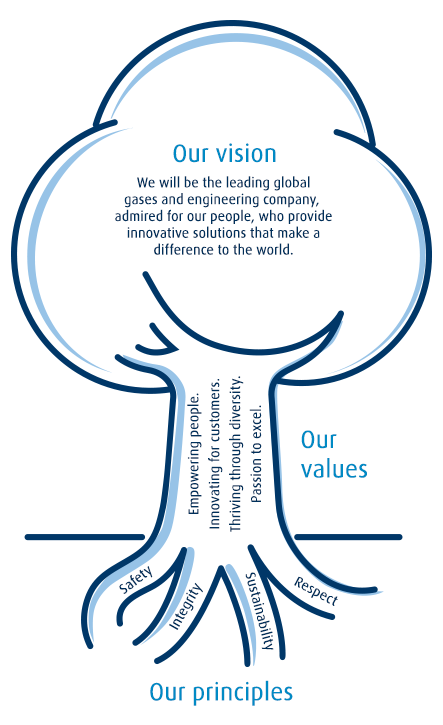 Our vision
We will be the leading global
gases and engineering company,
admired for our people, who provide
innovative solutions that make a
difference to the world.
Empowering people.
Innovating for customers.
Thriving through diversity.
Passion to excel.
Our
values
Safety
Integrity
Sustainability
Respect
Our principles